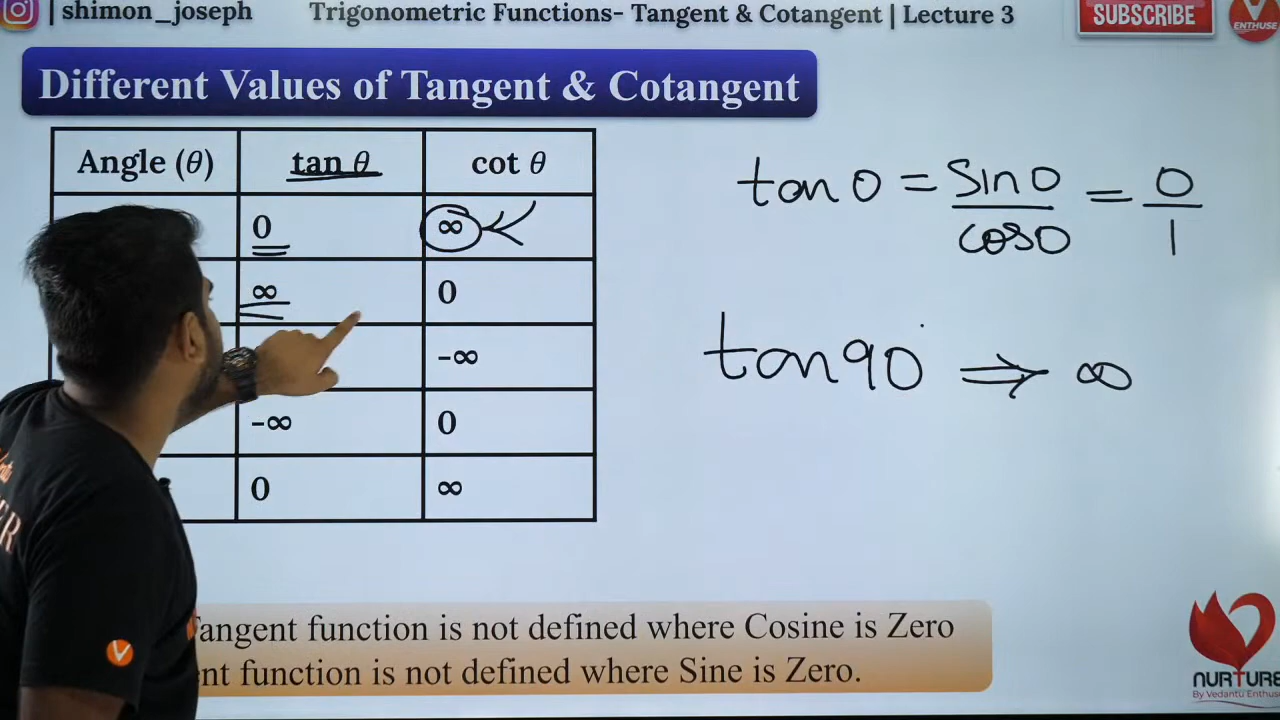 | shimon_joseph
Trigonometric Functions- Tangent & Cotangent | Lecture 3
SUBSCRIBE
ENTHUSE
Different Values of Tangent & Cotangent
Angle (θ) tan θ cot θ
0 ∞
∞ 0
-∞
-∞ 0
0 ∞
tan 0 = sin 0 / cos 0 = 0 / 1
tan 90 ⇒ ∞
Tangent function is not defined where Cosine is Zero
function is not defined where Sine is Zero.
NURTURE
By Vedantu Enthuse